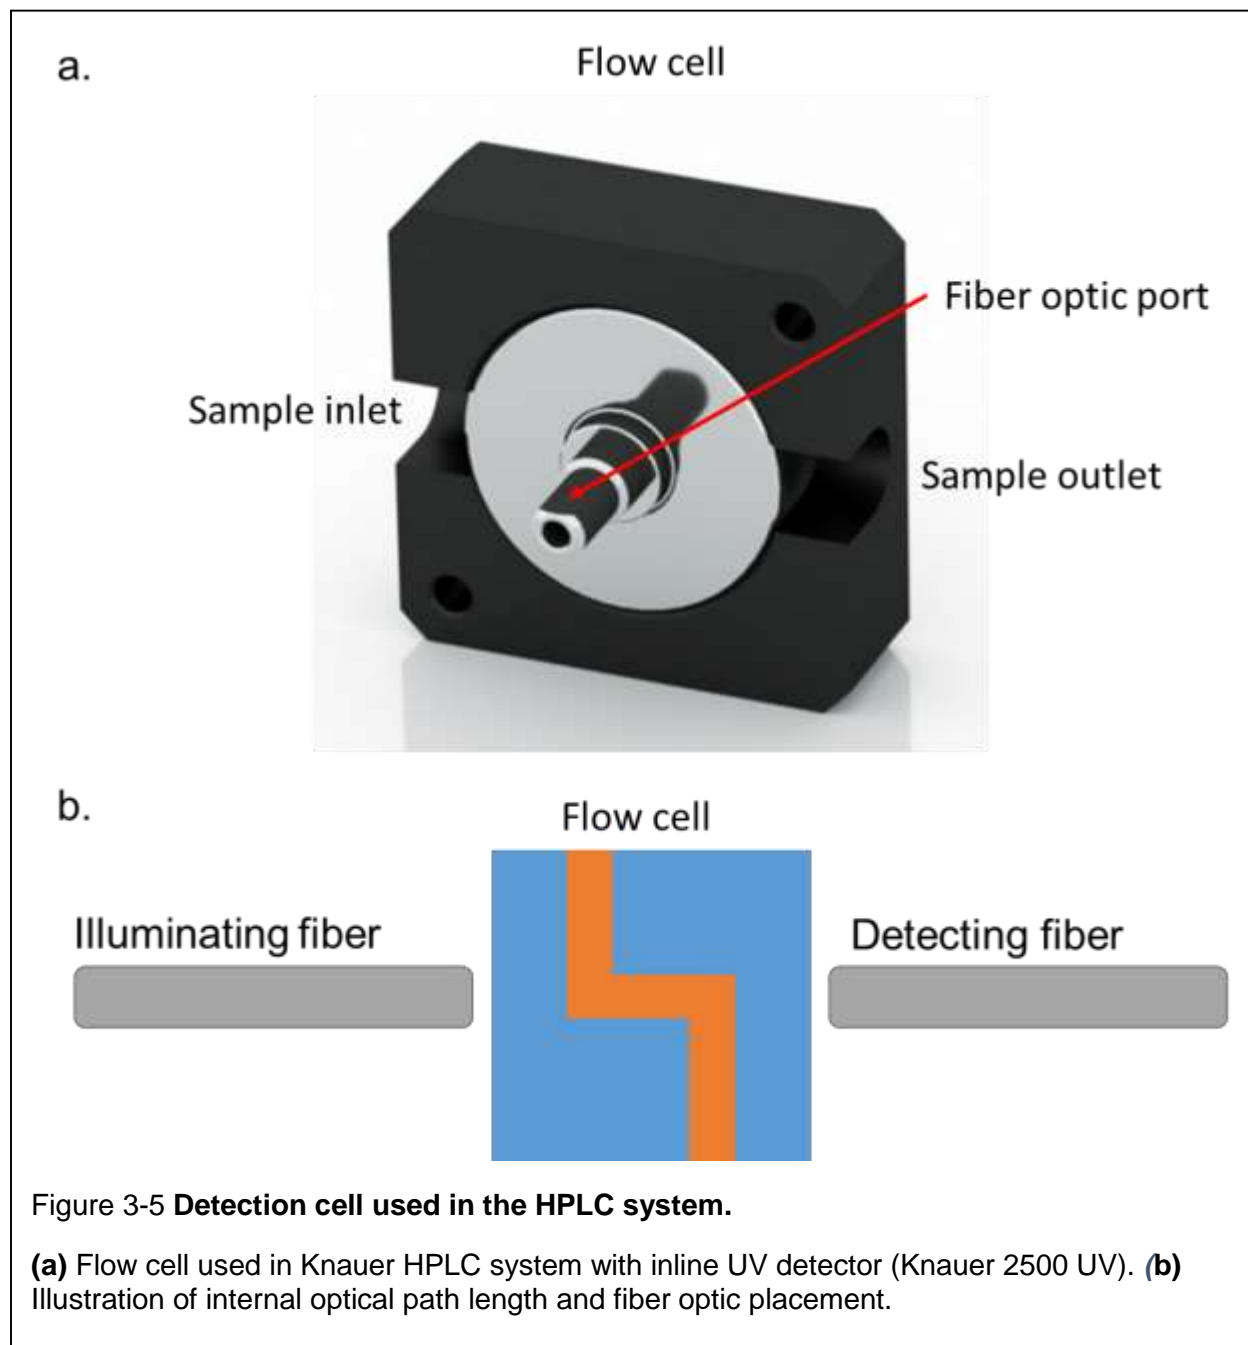 a.
Flow cell
Fiber optic port
Sample inlet
Sample outlet
b.
Flow cell
Illuminating fiber
Detecting fiber
Figure 3-5 Detection cell used in the HPLC system.
(a) Flow cell used in Knauer HPLC system with inline UV detector (Knauer 2500 UV). (b)
Illustration of internal optical path length and fiber optic placement.